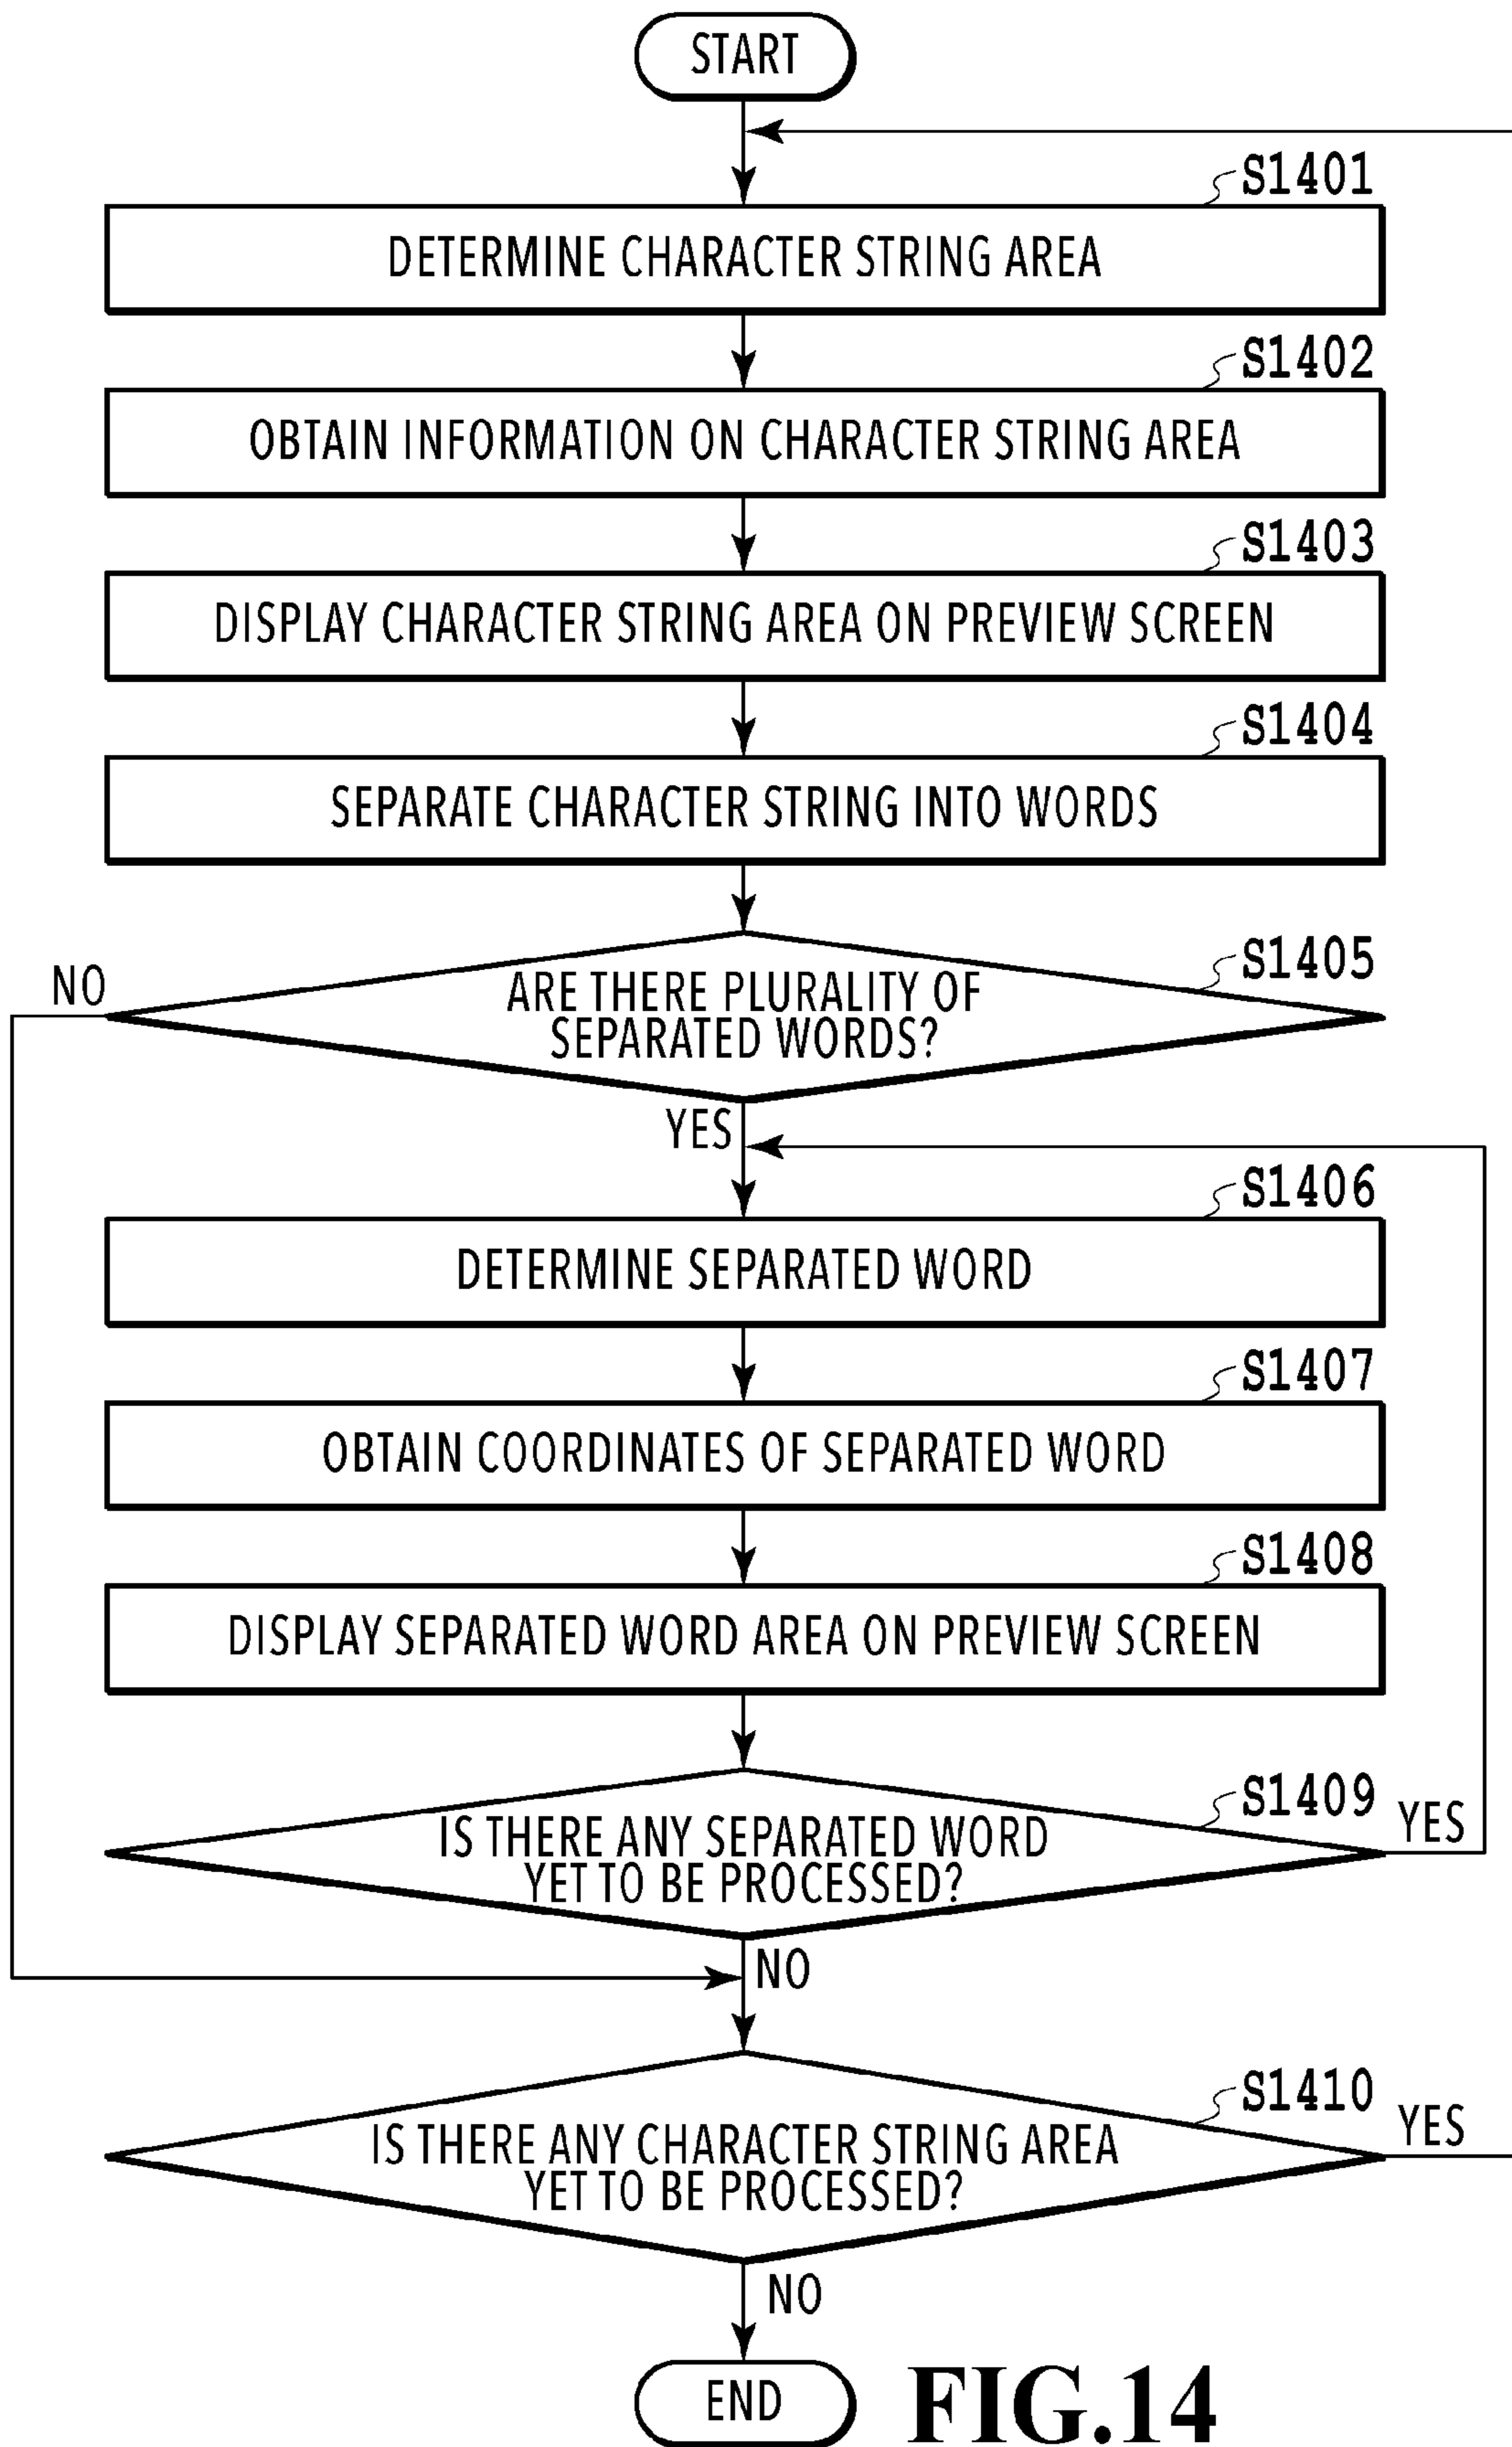 START
S1401
DETERMINE CHARACTER STRING AREA
S1402
OBTAIN INFORMATION ON CHARACTER STRING AREA
S1403
DISPLAY CHARACTER STRING AREA ON PREVIEW SCREEN
S1404
SEPARATE CHARACTER STRING INTO WORDS
S1405
NO
ARE THERE PLURALITY OF
SEPARATED WORDS?
YES
S1406
DETERMINE SEPARATED WORD
S1407
OBTAIN COORDINATES OF SEPARATED WORD
S1408
DISPLAY SEPARATED WORD AREA ON PREVIEW SCREEN
S1409
YES
IS THERE ANY SEPARATED WORD
YET TO BE PROCESSED?
NO
S1410
YES
IS THERE ANY CHARACTER STRING AREA
YET TO BE PROCESSED?
NO
END
FIG.14